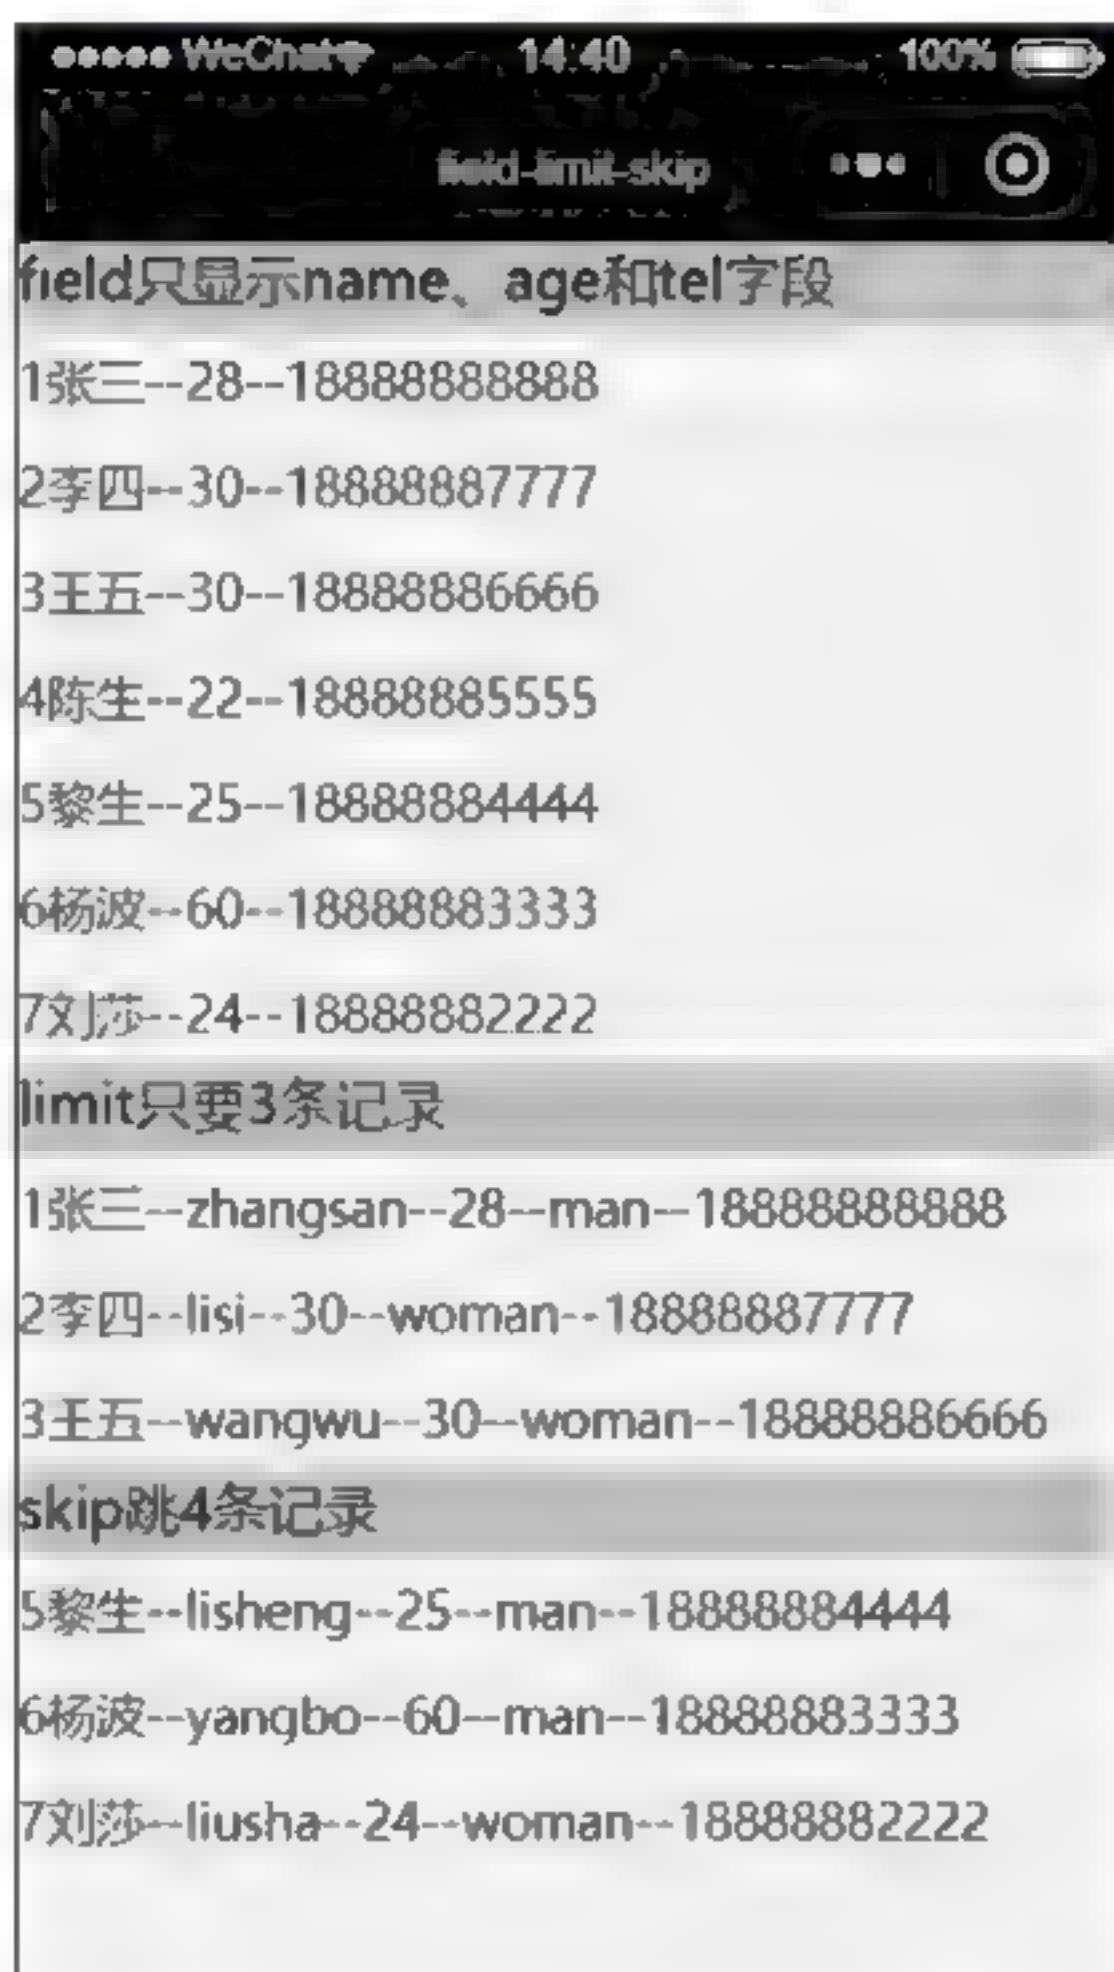 ●●●●● WeChat 14:40 100%
field-limit-skip
field只显示name、age和tel字段
1张三--28--18888888888
2李四--30--18888887777
3王五--30--18888886666
4陈生--22--18888885555
5黎生--25--18888884444
6杨波--60--18888883333
7刘莎--24--18888882222
limit只要3条记录
1张三--zhangsan--28--man--18888888888
2李四--lisi--30--woman--18888887777
3王五--wangwu--30--woman--18888886666
skip跳4条记录
5黎生--lisheng--25--man--18888884444
6杨波--yangbo--60--man--18888883333
7刘莎--liusha--24--woman--18888882222